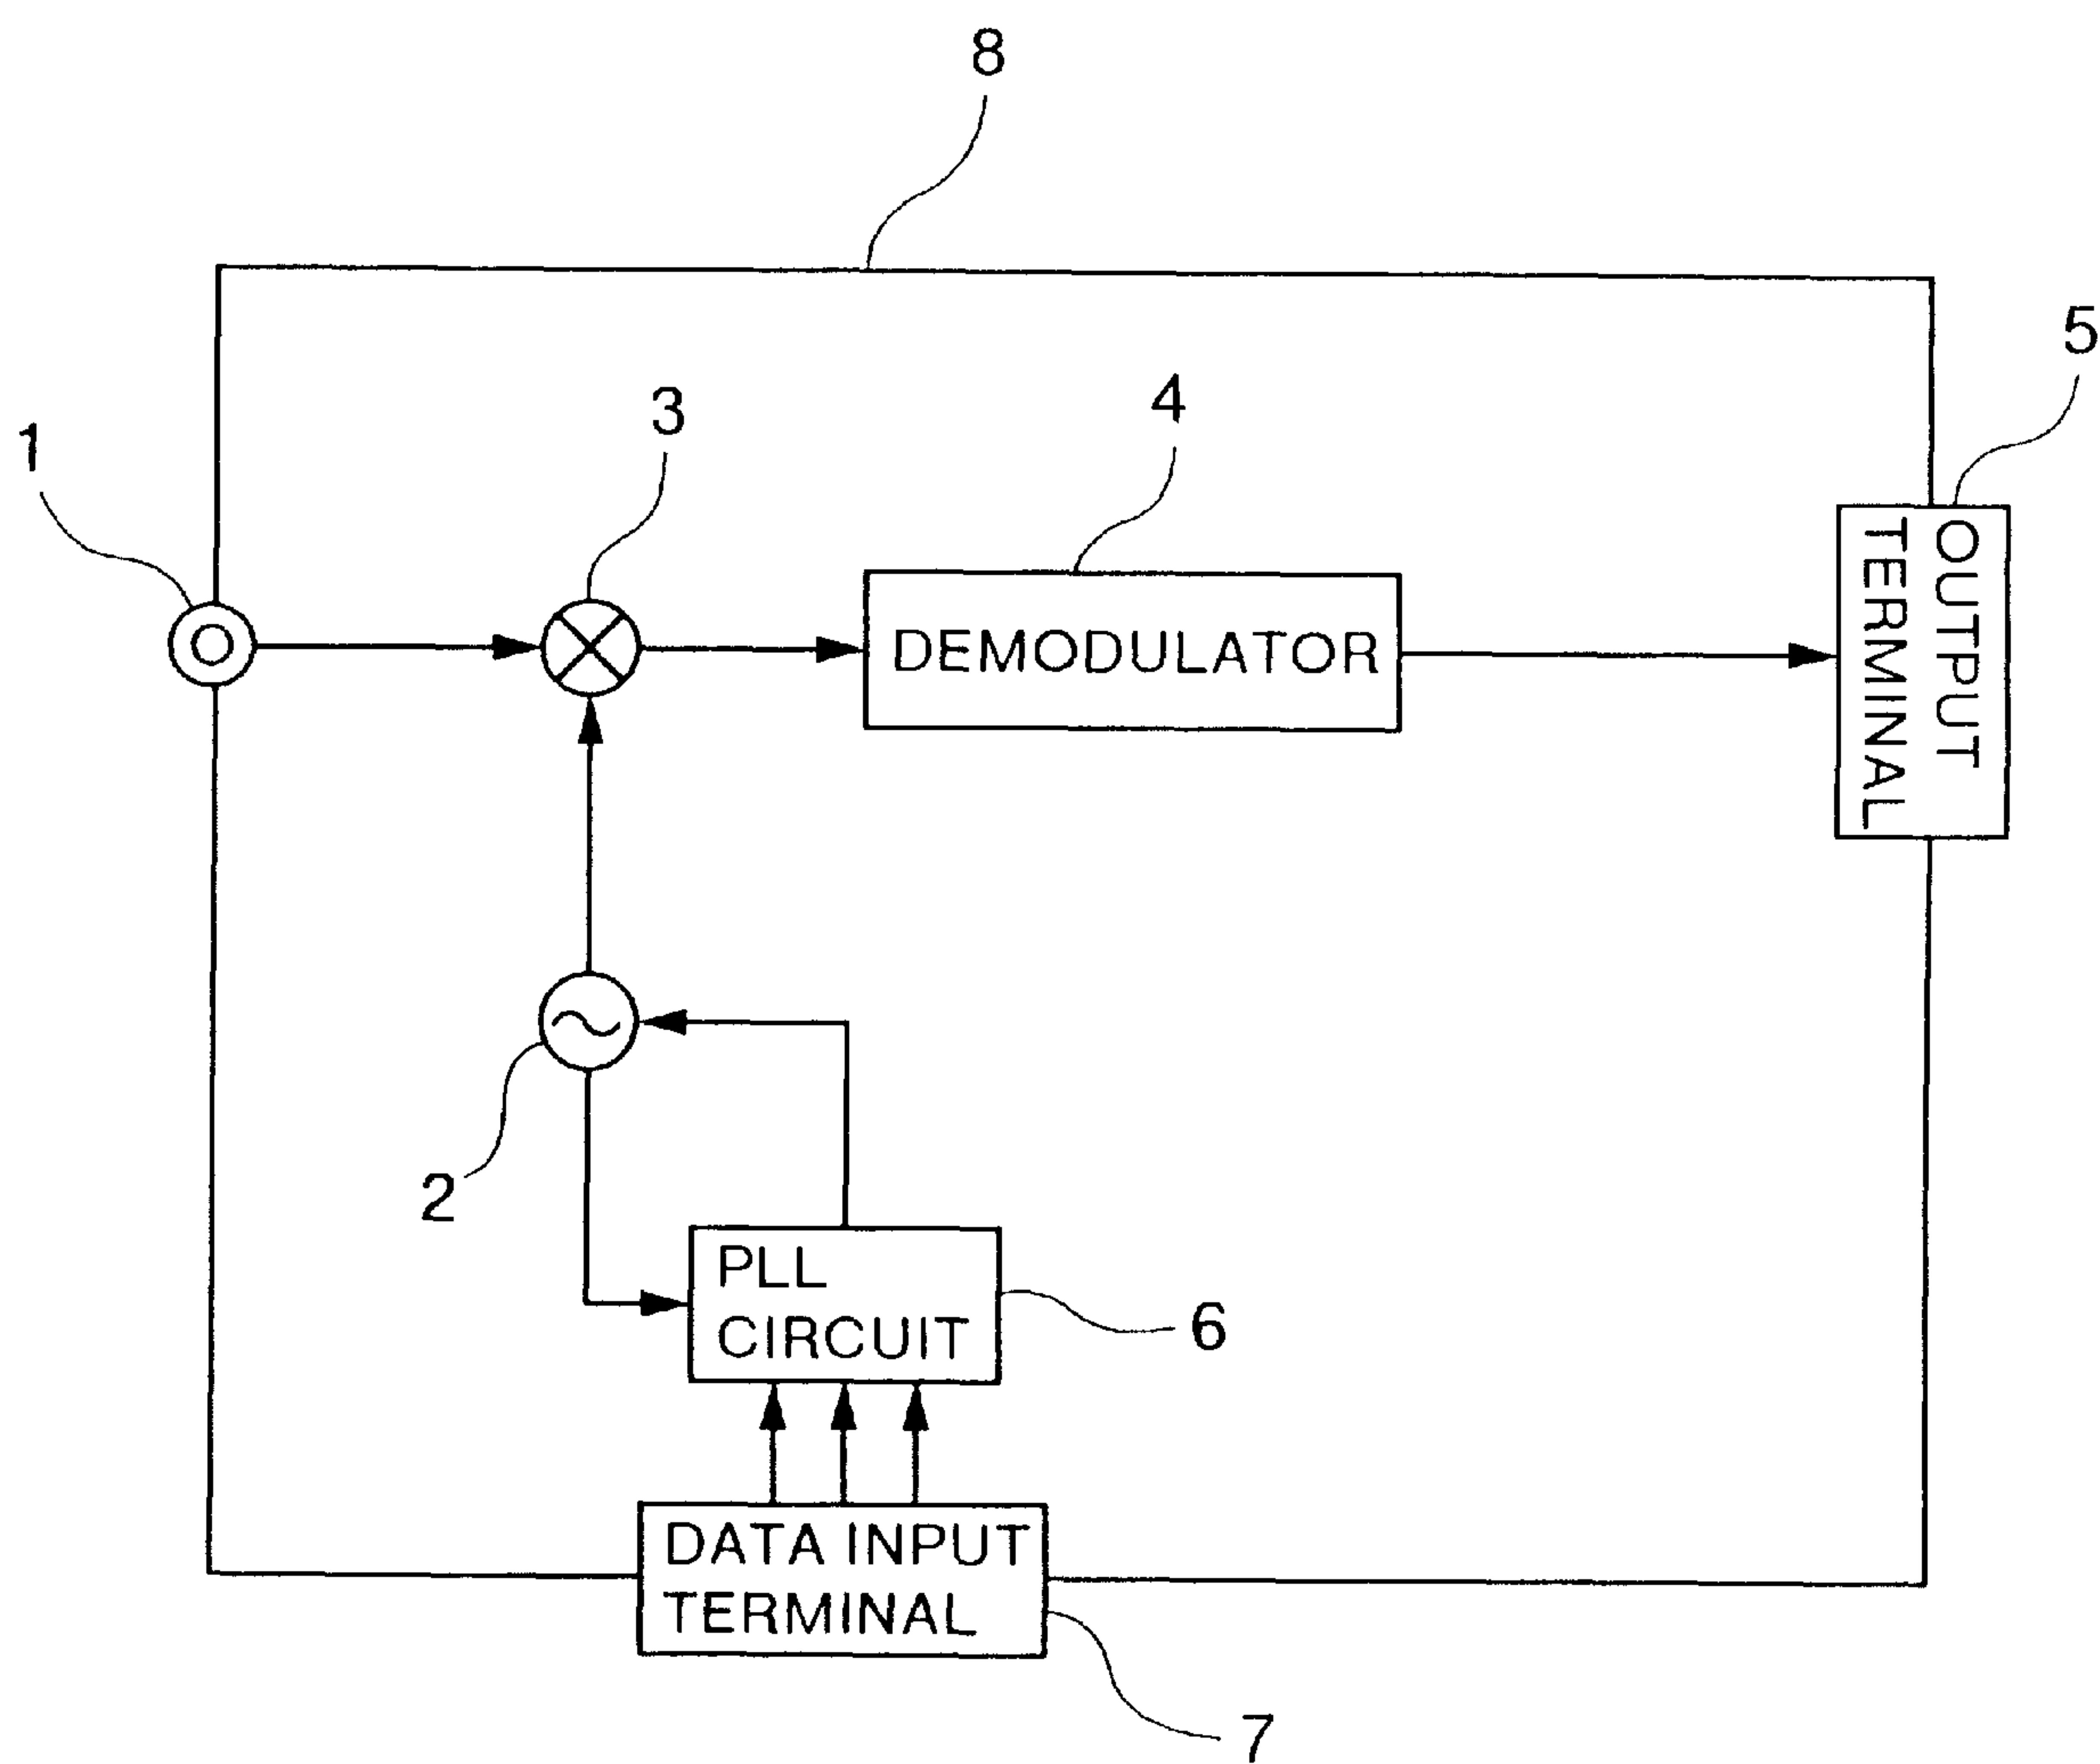 8
5
4
3
1
OUTPUT
TERMINAL
DEMODULATOR
2
PLL
CIRCUIT
6
DATA INPUT
TERMINAL
7